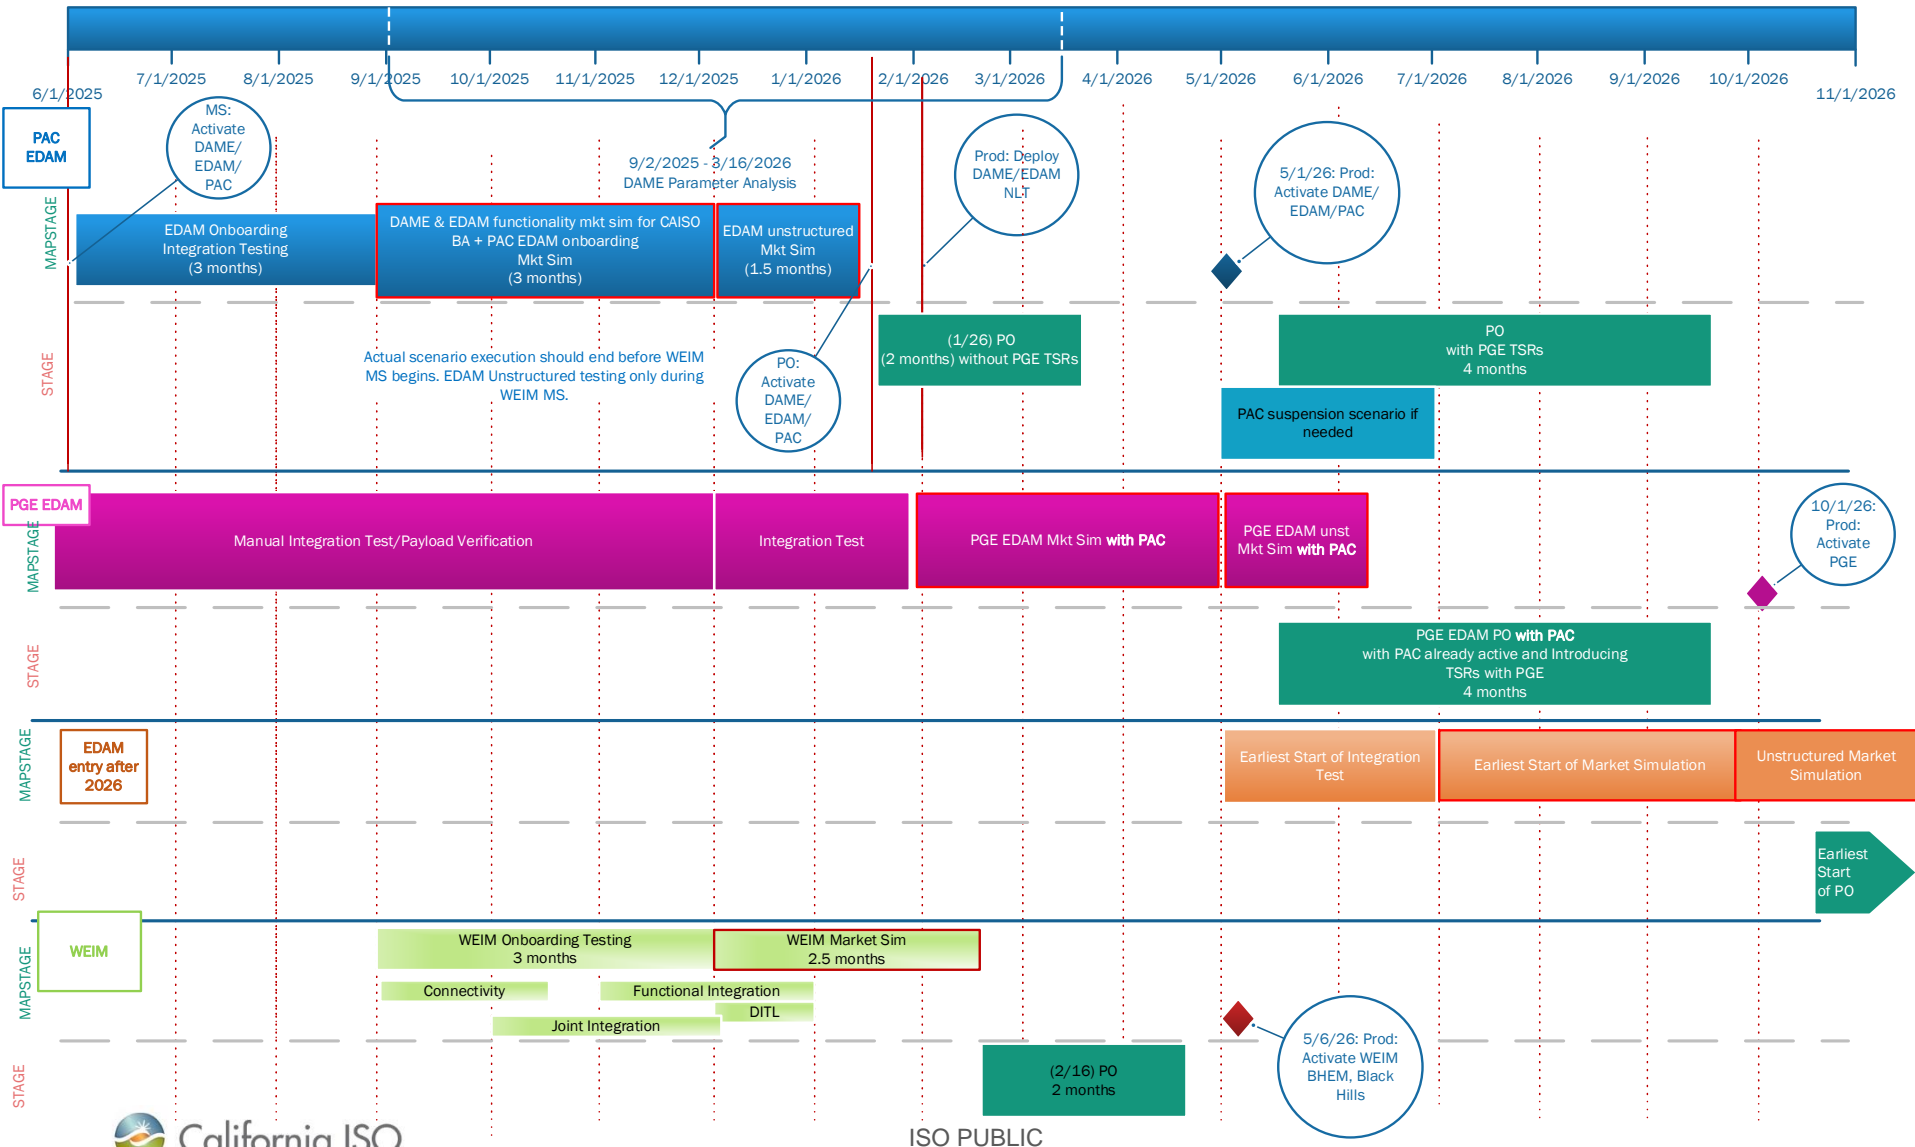 6/1/2025
7/1/2025
8/1/2025
9/1/2025
10/1/2025
11/1/2025
12/1/2025
1/1/2026
2/1/2026
3/1/2026
4/1/2026
5/1/2026
6/1/2026
7/1/2026
8/1/2026
9/1/2026
10/1/2026
11/1/2026
PAC
EDAM
MAPSTAGE
STAGE
MS:
Activate
DAME/
EDAM/
PAC
9/2/2025 - 3/16/2026
DAME Parameter Analysis
Prod: Deploy
DAME/EDAM
NLT
5/1/26: Prod:
Activate DAME/
EDAM/PAC
EDAM Onboarding
Integration Testing
(3 months)
DAME & EDAM functionality mkt sim for CAISO
BA + PAC EDAM onboarding
Mkt Sim
(3 months)
EDAM unstructured
Mkt Sim
(1.5 months)
Actual scenario execution should end before WEIM
MS begins. EDAM Unstructured testing only during
WEIM MS.
PO:
Activate
DAME/
EDAM/
PAC
(1/26) PO
(2 months) without PGE TSRs
PO
with PGE TSRs
4 months
PAC suspension scenario if
needed
PGE EDAM
MAPSTAGE
STAGE
Manual Integration Test/Payload Verification
Integration Test
PGE EDAM Mkt Sim with PAC
PGE EDAM unst
Mkt Sim with PAC
10/1/26:
Prod:
Activate
PGE
PGE EDAM PO with PAC
with PAC already active and Introducing
TSRs with PGE
4 months
EDAM
entry after
2026
MAPSTAGE
STAGE
Earliest Start of Integration
Test
Earliest Start of Market Simulation
Unstructured Market
Simulation
Earliest
Start
of PO
WEIM
MAPSTAGE
STAGE
WEIM Onboarding Testing
3 months
WEIM Market Sim
2.5 months
Connectivity
Functional Integration
DITL
Joint Integration
5/6/26: Prod:
Activate WEIM
BHEM, Black
Hills
(2/16) PO
2 months
California ISO
ISO PUBLIC